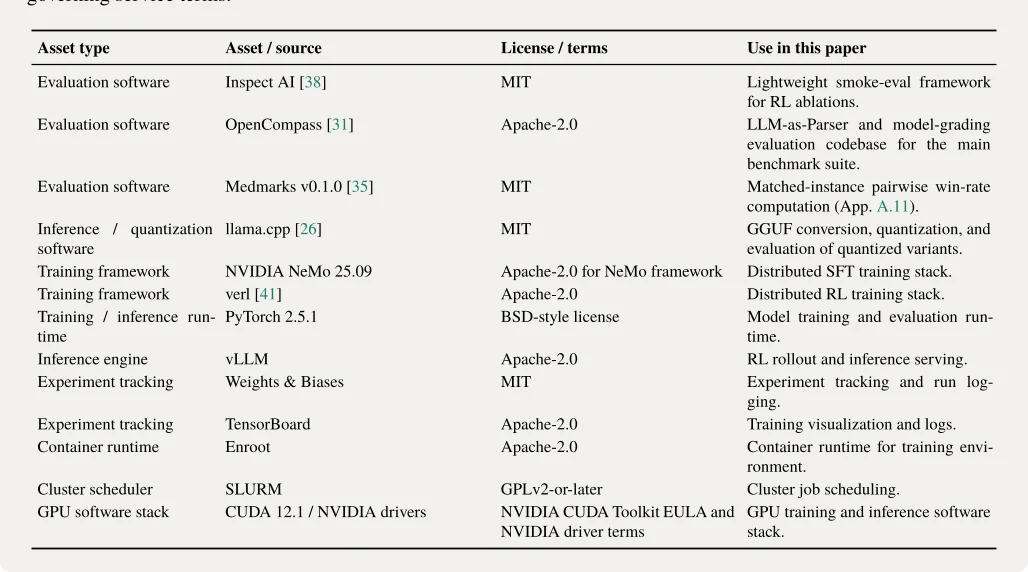 governing service terms.
Asset type Asset / source License / terms Use in this paper
Evaluation software Inspect AI [38] MIT Lightweight smoke-eval framework
for RL ablations.
Evaluation software OpenCompass [31] Apache-2.0 LLM-as-Parser and model-grading
evaluation codebase for the main
benchmark suite.
Evaluation software Medmarks v0.1.0 [35] MIT Matched-instance pairwise win-rate
computation (App. A.11).
Inference / quantization llama.cpp [26] MIT GGUF conversion, quantization, and
software evaluation of quantized variants.
Training framework NVIDIA NeMo 25.09 Apache-2.0 for NeMo framework Distributed SFT training stack.
Training framework verl [41] Apache-2.0 Distributed RL training stack.
Training / inference run- PyTorch 2.5.1 BSD-style license Model training and evaluation run-
time time.
Inference engine vLLM Apache-2.0 RL rollout and inference serving.
Experiment tracking Weights & Biases MIT Experiment tracking and run log-
ging.
Experiment tracking TensorBoard Apache-2.0 Training visualization and logs.
Container runtime Enroot Apache-2.0 Container runtime for training envi-
ronment.
Cluster scheduler SLURM GPLv2-or-later Cluster job scheduling.
GPU software stack CUDA 12.1 / NVIDIA drivers NVIDIA CUDA Toolkit EULA and GPU training and inference software
NVIDIA driver terms stack.